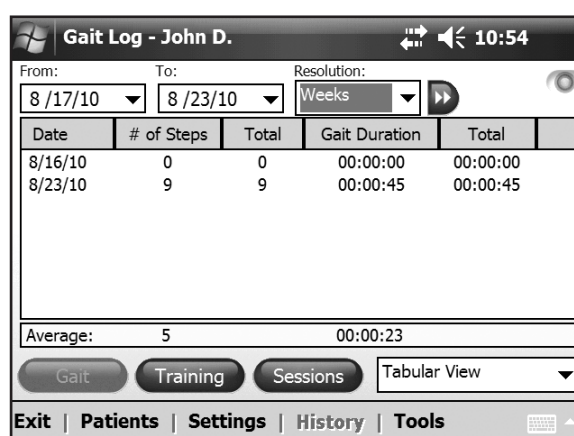 Gait Log - John D. 10:54
From: To: Resolution:
8 /17/10 8 /23/10 Weeks
Date # of Steps Total Gait Duration Total
8/16/10 0 0 00:00:00 00:00:00
8/23/10 9 9 00:00:45 00:00:45
Average: 5 00:00:23
Gait Training Sessions Tabular View
Exit | Patients | Settings | History | Tools